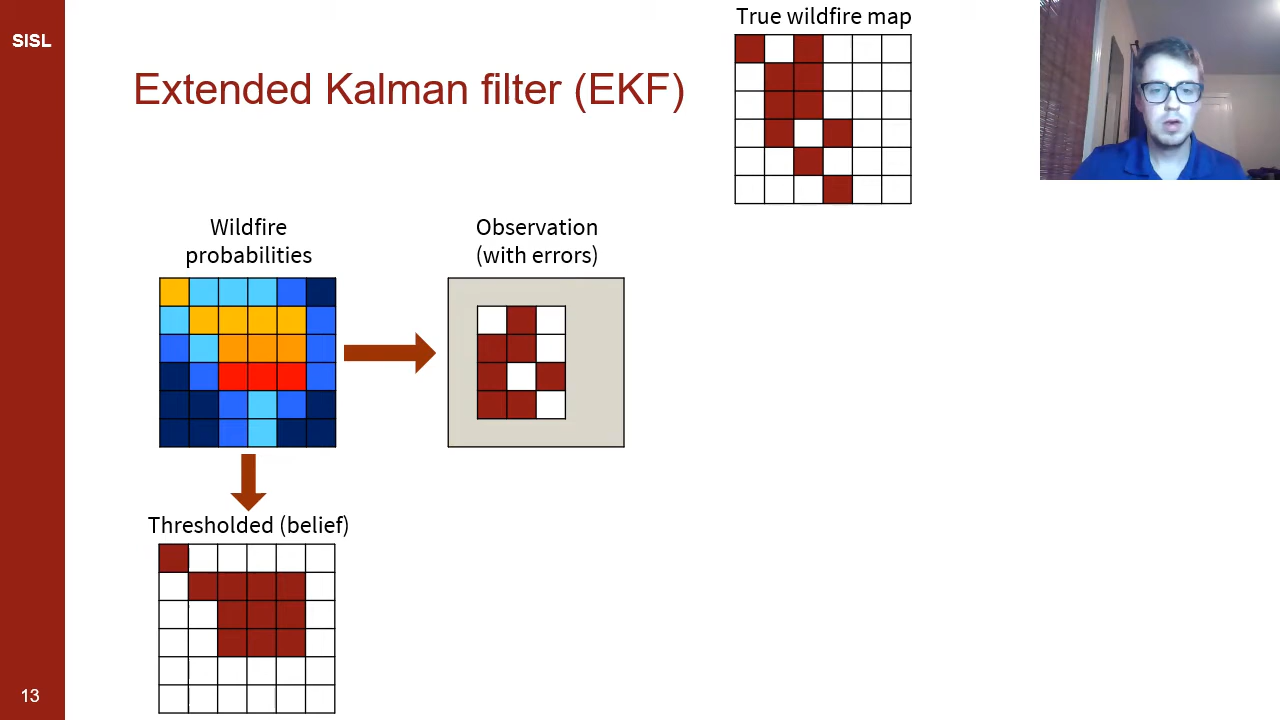 SISL
True wildfire map
Extended Kalman filter (EKF)
Wildfire
probabilities
Observation
(with errors)
Thresholded (belief)
13